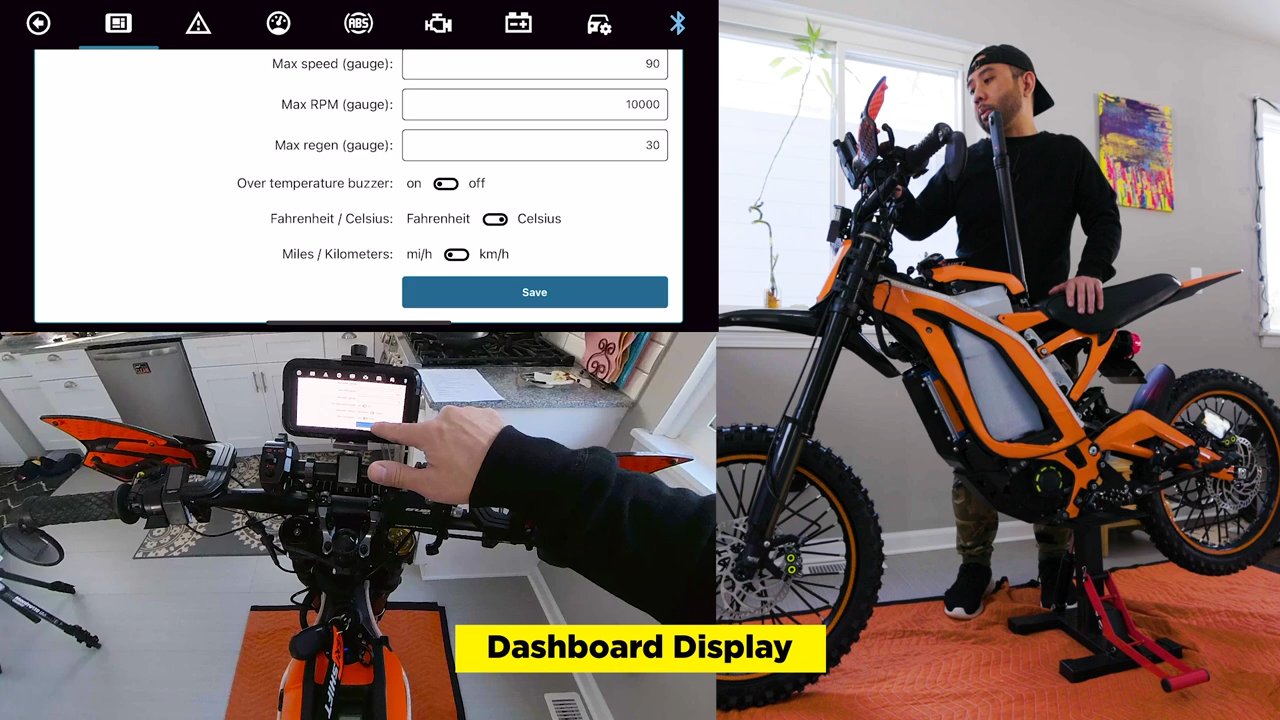 ABS
Max speed (gauge): 90
Max RPM (gauge): 10000
Max regen (gauge): 30
Over temperature buzzer: on off
Fahrenheit / Celsius: Fahrenheit Celsius
Miles / Kilometers: mi/h km/h
Save
Dashboard Display